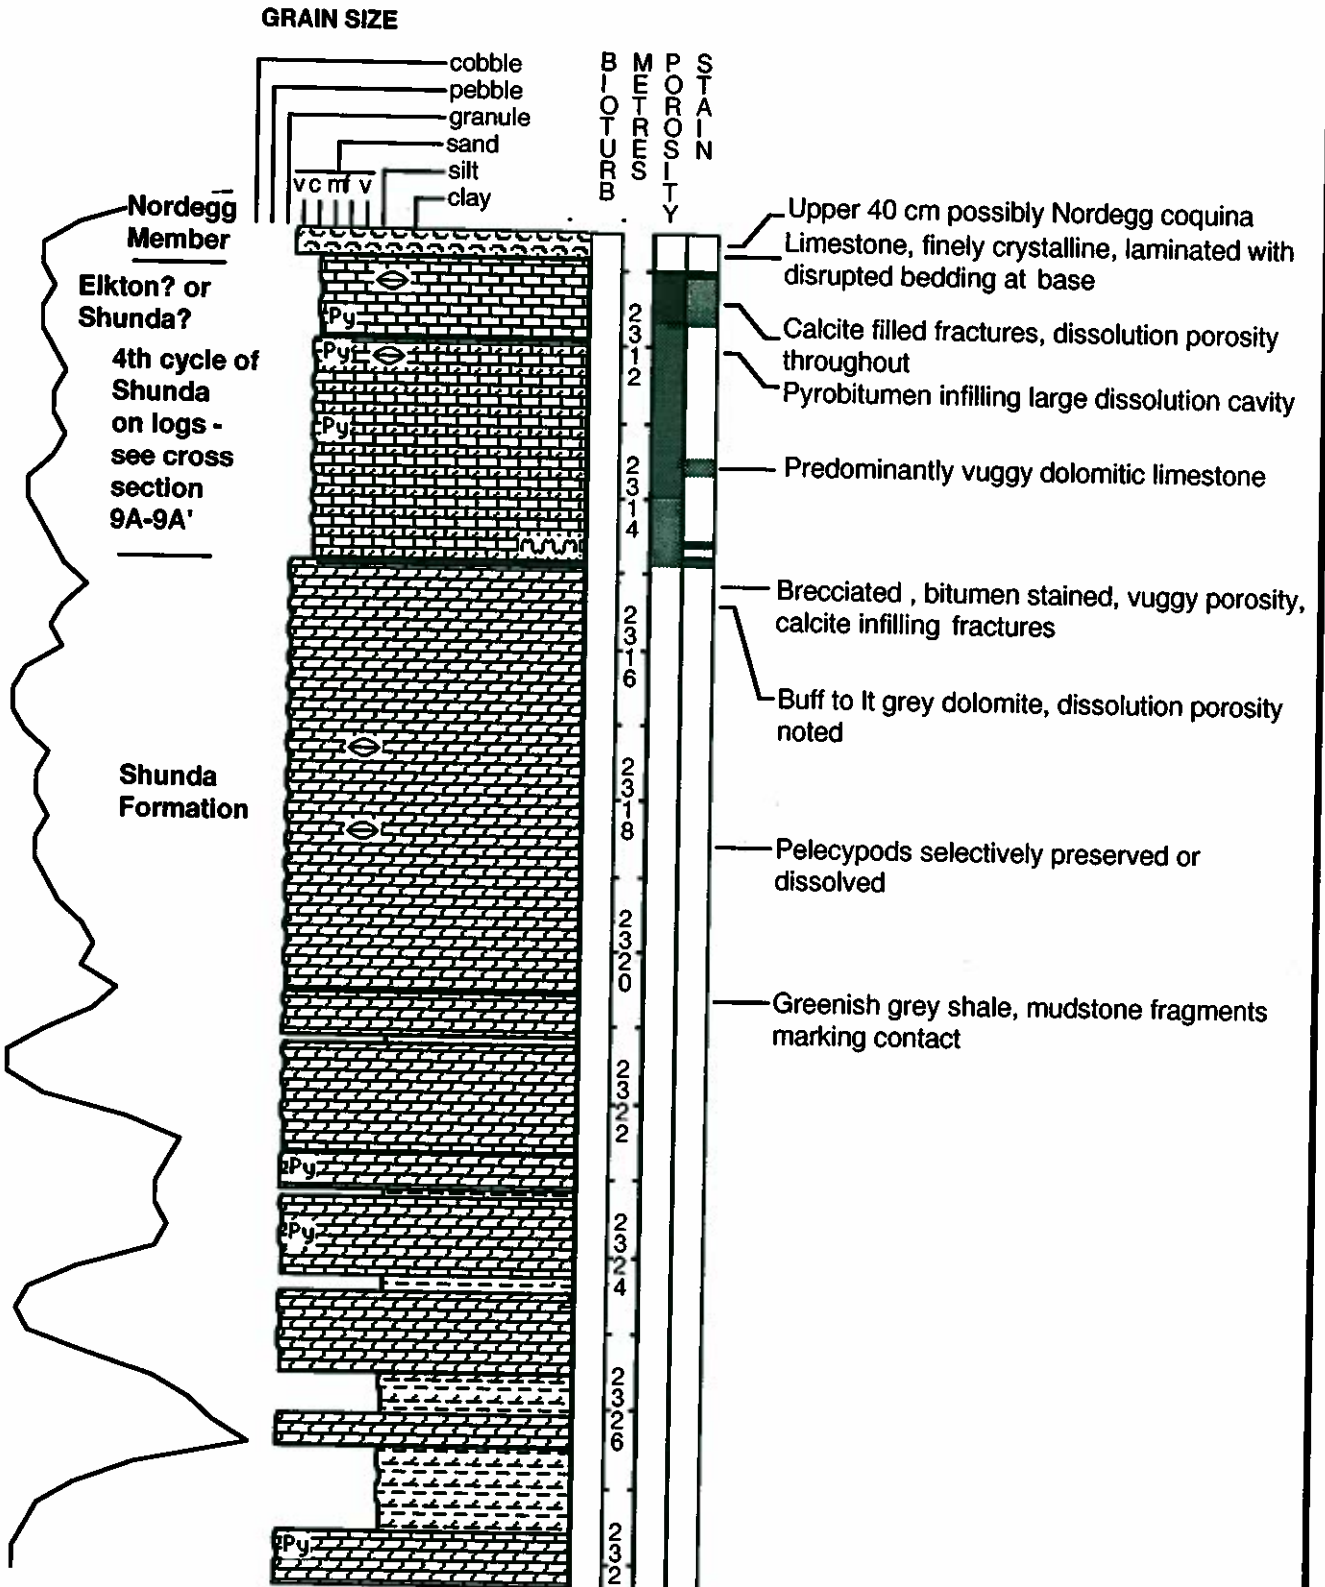 GRAIN SIZE
cobble
pebble
granule
sand
silt
clay
v c m f v
BIOTURB
METRES
POROSITY
STAIN
Nordegg
Member
Elkton? or
Shunda?
4th cycle of
Shunda
on logs -
see cross
section
9A-9A'
Shunda
Formation
Py
Py
Py
Py
Py
Py
2312
2314
2316
2318
2320
2322
2324
2326
232
Upper 40 cm possibly Nordegg coquina
Limestone, finely crystalline, laminated with
disrupted bedding at base
Calcite filled fractures, dissolution porosity
throughout
Pyrobitumen infilling large dissolution cavity
Predominantly vuggy dolomitic limestone
Brecciated , bitumen stained, vuggy porosity,
calcite infilling fractures
Buff to lt grey dolomite, dissolution porosity
noted
Pelecypods selectively preserved or
dissolved
Greenish grey shale, mudstone fragments
marking contact